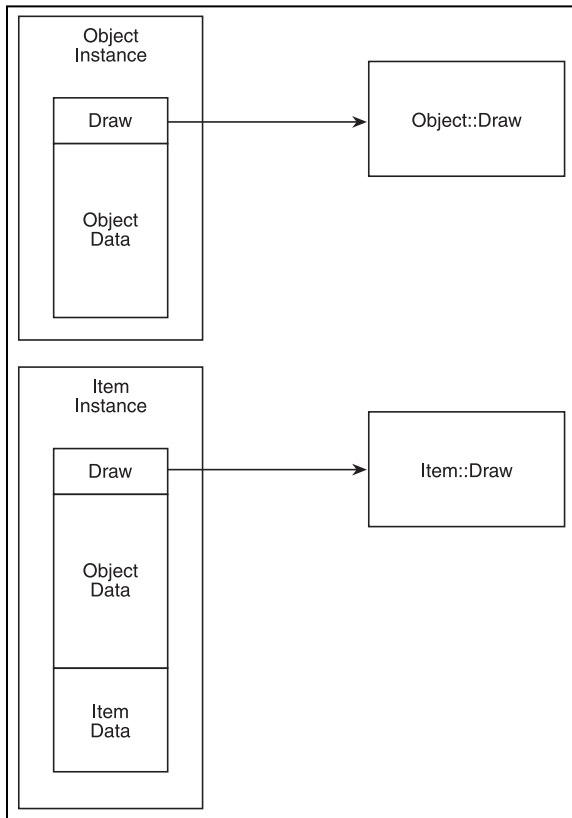 Object
Instance
Draw
Object::Draw
Object
Data
Item
Instance
Draw
Item::Draw
Object
Data
Item
Data